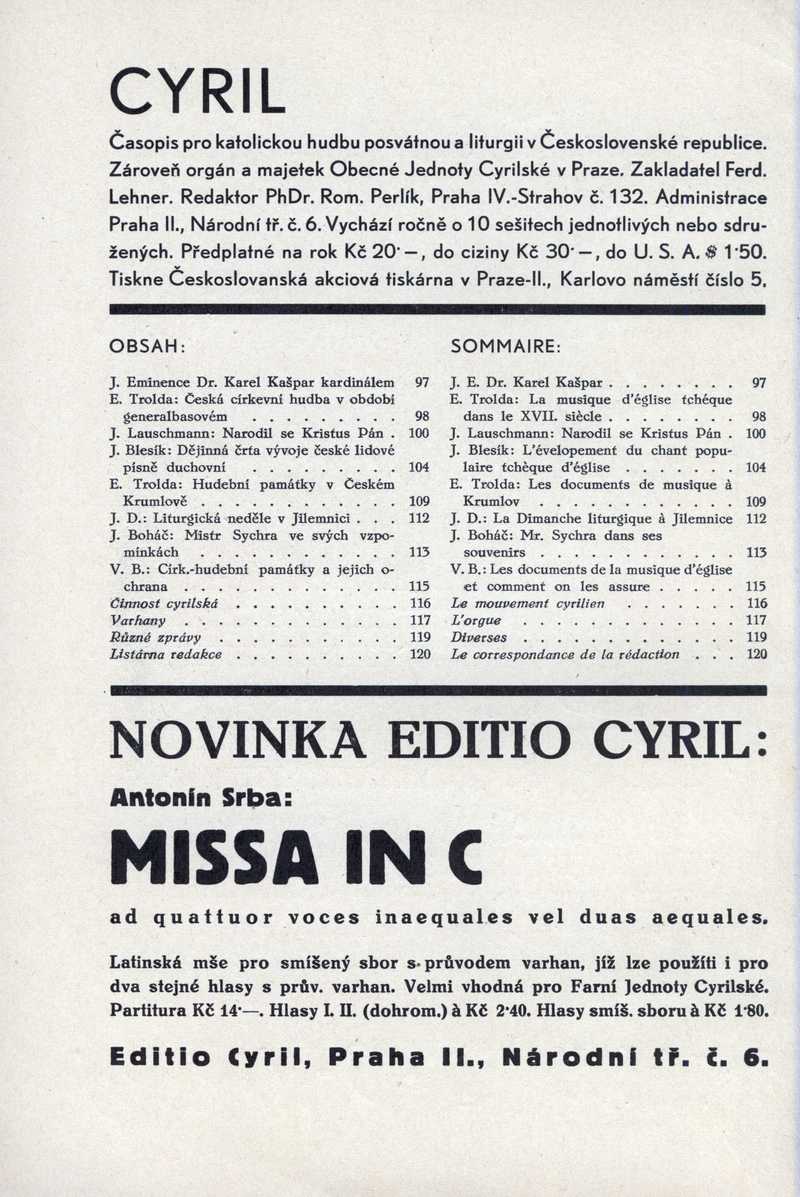 CYRIL
Časopis pro katolickou hudbu posvátnou a liturgii v Československé republice.
Zároveň orgán a majetek Obecné Jednoty Cyrilské v Praze. Zakladatel Ferd.
Lehner. Redaktor PhDr. Rom. Perlík, Praha IV.-Strahov č. 132. Administrace
Praha II., Národní tř. č. 6. Vychází ročně o 10 sešitech jednotlivých nebo sdru-
žených. Předplatné na rok Kč 20·—, do ciziny Kč 30·—, do U. S. A. $ 1·50.
Tiskne Českoslovanská akciová tiskárna v Praze-II., Karlovo náměstí číslo 5.
OBSAH:
J. Eminence Dr. Karel Kašpar kardinálem 97
E. Trolda: Česká církevní hudba v období
generalbasovém . . . . . . . . . 98
J. Lauschmann: Narodil se Kristus Pán . 100
J. Blesík: Dějinná črta vývoje české lidové
písně duchovní . . . . . . . . . 104
E. Trolda: Hudební památky v Českém
Krumlově . . . . . . . . . . . . 109
J. D.: Liturgická neděle v Jilemnici . . . 112
J. Boháč: Mistr Sychra ve svých vzpo-
mínkách . . . . . . . . . . . . 113
V. B.: Círk.-hudební památky a jejich o-
chrana . . . . . . . . . . . . . 115
Činnost cyrilská . . . . . . . . . . 116
Varhany . . . . . . . . . . . . . 117
Různé zprávy . . . . . . . . . . . 119
Listárna redakce . . . . . . . . . . 120
SOMMAIRE:
J. E. Dr. Karel Kašpar . . . . . . . . 97
E. Trolda: La musique d'église tchéque
dans le XVII. siècle . . . . . . . . 98
J. Lauschmann: Narodil se Kristus Pán . 100
J. Blesík: L'évelopement du chant popu-
laire tchèque d'église . . . . . . . 104
E. Trolda: Les documents de musique à
Krumlov . . . . . . . . . . . . 109
J. D.: La Dimanche liturgique à Jilemnice 112
J. Boháč: Mr. Sychra dans ses
souvenirs . . . . . . . . . . . . 113
V. B.: Les documents de la musique d'église
et comment on les assure . . . . . 115
Le mouvement cyrilien . . . . . . . 116
L'orgue . . . . . . . . . . . . . 117
Diverses . . . . . . . . . . . . . 119
Le correspondance de la rédaction . . . 120
NOVINKA EDITIO CYRIL:
Antonín Srba:
MISSA IN C
ad quattuor voces inaequales vel duas aequales.
Latinská mše pro smíšený sbor s průvodem varhan, jíž lze použíti i pro
dva stejné hlasy s prův. varhan. Velmi vhodná pro Farní Jednoty Cyrilské.
Partitura Kč 14·—. Hlasy I. II. (dohrom.) à Kč 2·40. Hlasy smíš. sboru à Kč 1·80.
Editio Cyril, Praha II., Národní tř. č. 6.